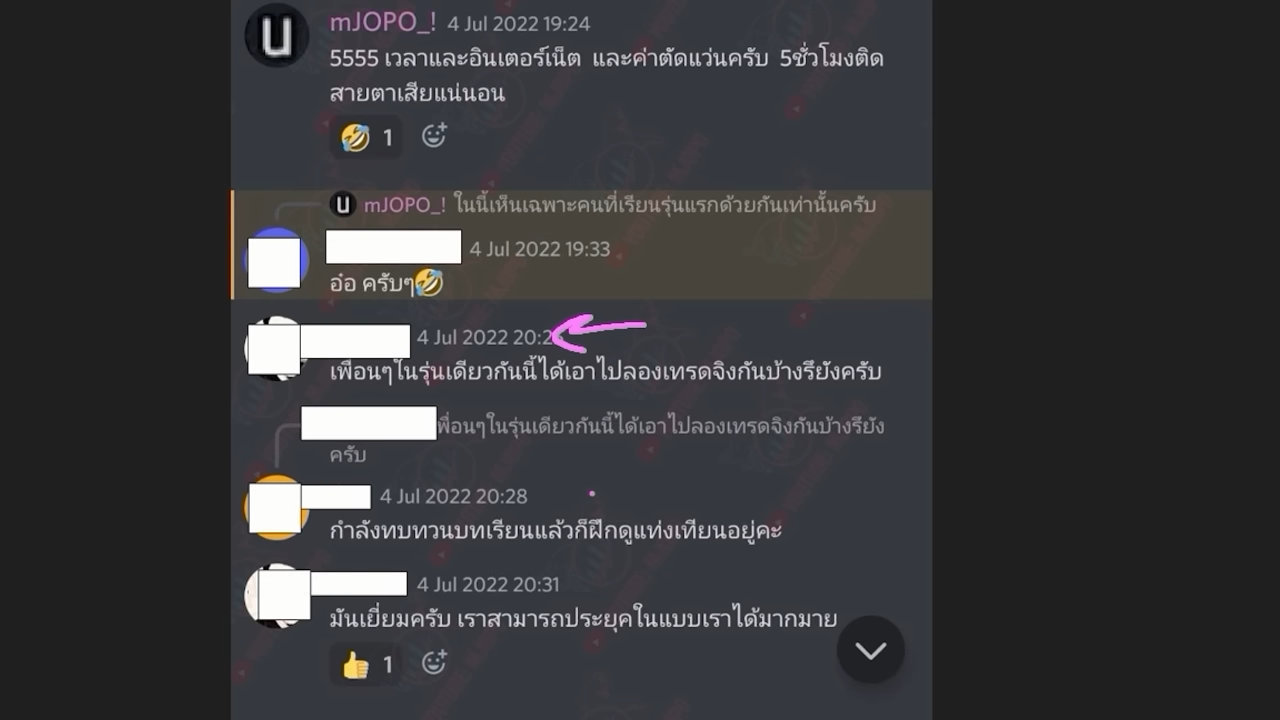 mJOPO_! 4 Jul 2022 19:24
5555 เวลาและอินเตอร์เน็ต และค่าตัดแว่นครับ 5ชั่วโมงติด
สายตาเสียแน่นอน
🤣 1
U mJOPO_! ในนี้เห็นเฉพาะคนที่เรียนรุ่นแรกด้วยกันเท่านั้นครับ
4 Jul 2022 19:33
อ๋อ ครับๆ🤣
4 Jul 2022
เพื่อนๆในรุ่นเดียวกันนี้ได้เอาไปลองเทรดจิงกันบ้างรึยังครับ
พื่อนๆในรุ่นเดียวกันนี้ได้เอาไปลองเทรดจิงกันบ้างรึยัง
ครับ
4 Jul 2022 20:28
กำลังทบทวนบทเรียนแล้วก็ฝึกดูแท่งเทียนอยู่คะ
4 Jul 2022 20:31
มันเยี่ยมครับ เราสามารถประยุคในแบบเราได้มากมาย
👍 1